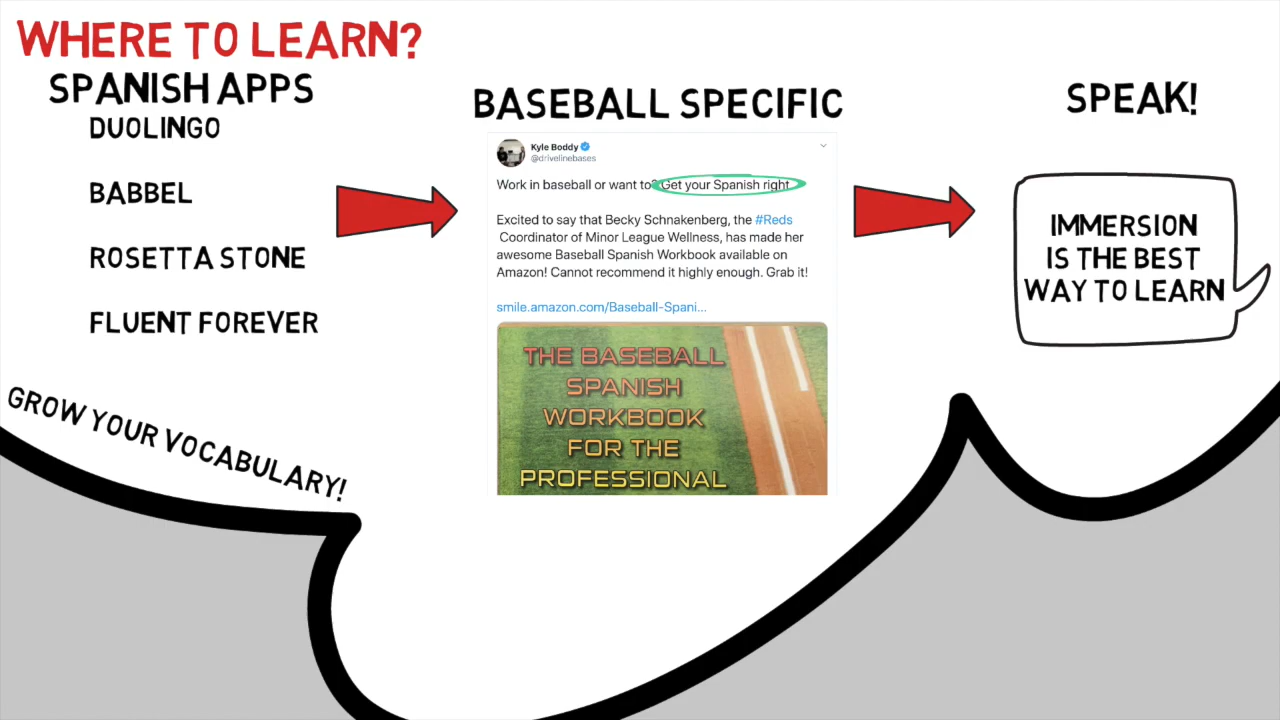 WHERE TO LEARN?
SPANISH APPS
DUOLINGO
BABBEL
ROSETTA STONE
FLUENT FOREVER
GROW YOUR VOCABULARY!
BASEBALL SPECIFIC
Kyle Boddy
@drivelinebases
Work in baseball or want to? Get your Spanish right
Excited to say that Becky Schnakenberg, the #Reds
Coordinator of Minor League Wellness, has made her
awesome Baseball Spanish Workbook available on
Amazon! Cannot recommend it highly enough. Grab it!
smile.amazon.com/Baseball-Spani...
THE BASEBALL
SPANISH
WORKBOOK
FOR THE
PROFESSIONAL
SPEAK!
IMMERSION
IS THE BEST
WAY TO LEARN